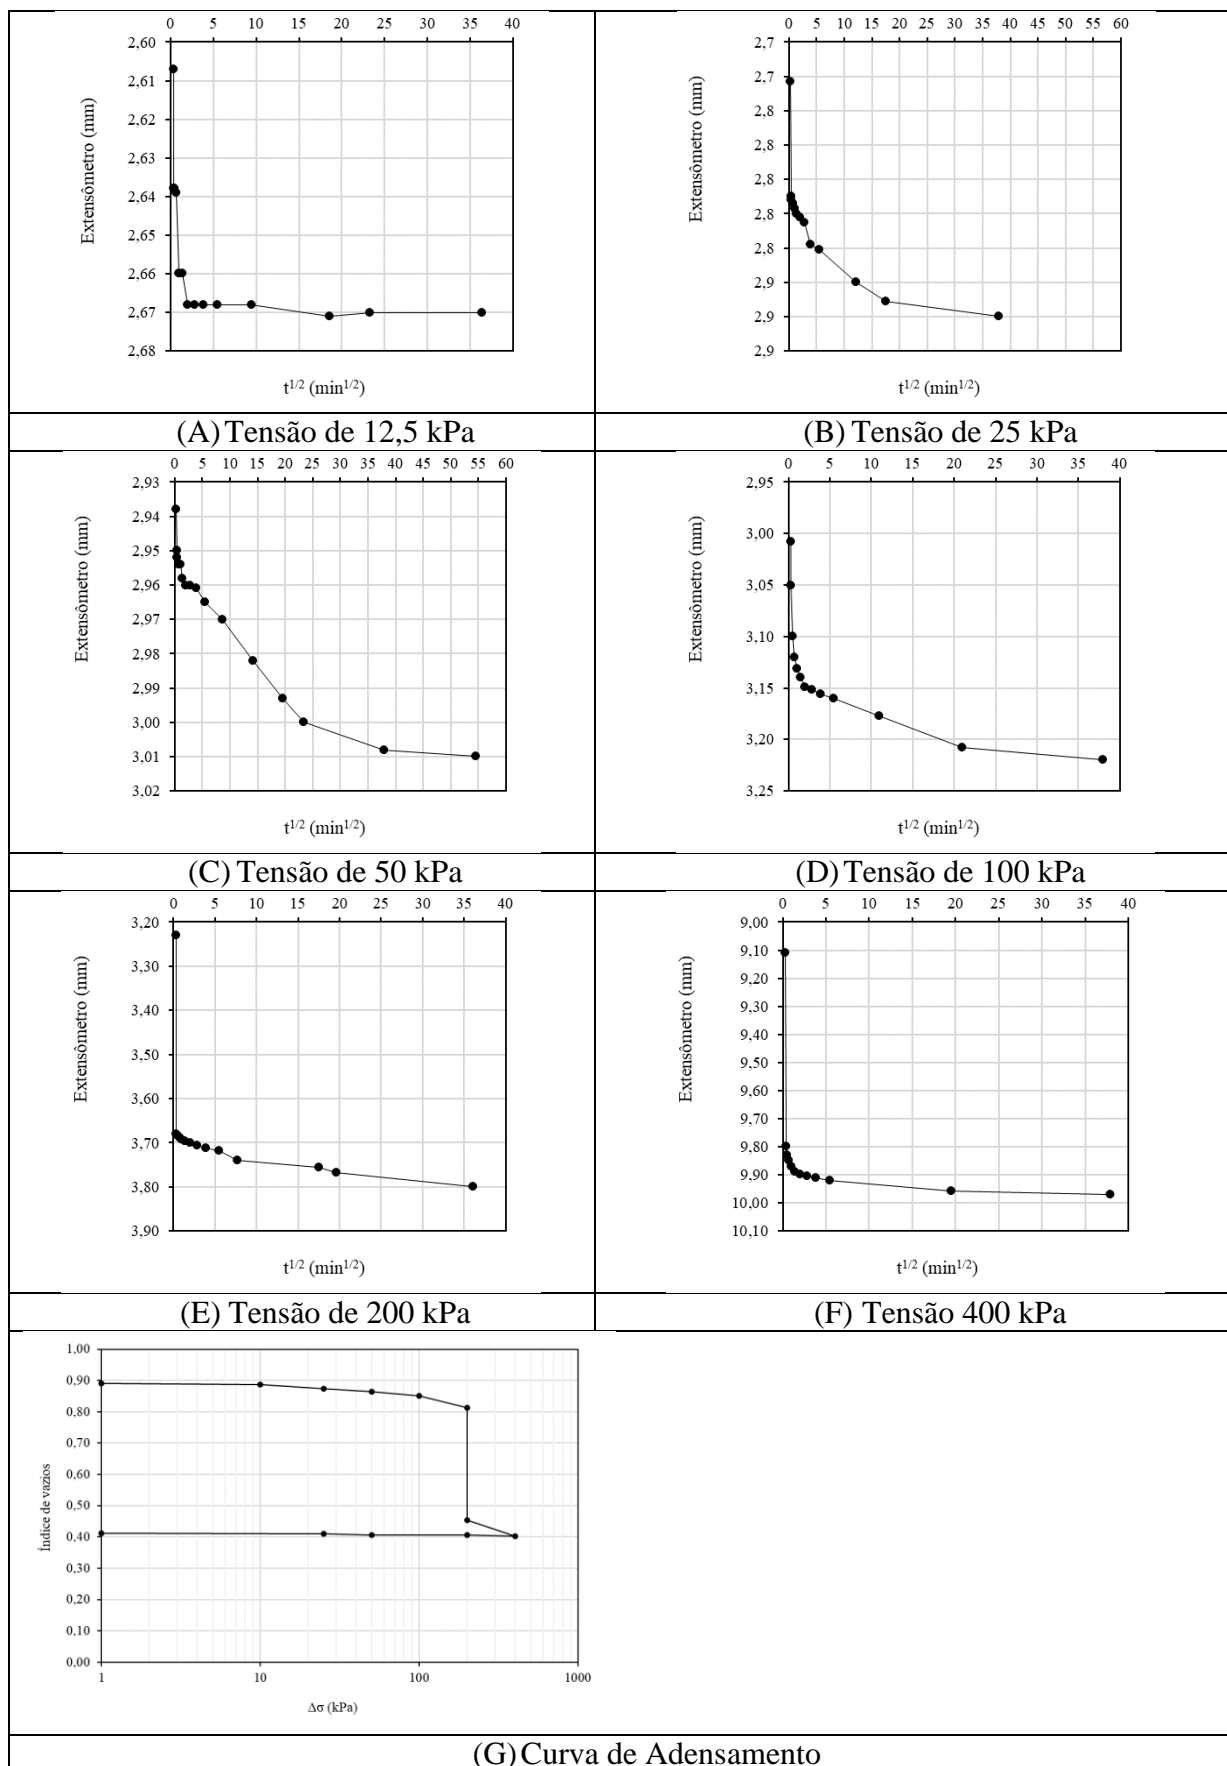 0 5 10 15 20 25 30 35 40
2,60
2,61
2,62
2,63
2,64
2,65
2,66
2,67
2,68
Extensômetro (mm)
t1/2 (min1/2)
(A) Tensão de 12,5 kPa
0 5 10 15 20 25 30 35 40 45 50 55 60
2,7
2,7
2,8
2,8
2,8
2,8
2,8
2,9
2,9
2,9
Extensômetro (mm)
t1/2 (min1/2)
(B) Tensão de 25 kPa
0 5 10 15 20 25 30 35 40 45 50 55 60
2,93
2,94
2,95
2,96
2,97
2,98
2,99
3,00
3,01
3,02
Extensômetro (mm)
t1/2 (min1/2)
(C) Tensão de 50 kPa
0 5 10 15 20 25 30 35 40
2,95
3,00
3,05
3,10
3,15
3,20
3,25
Extensômetro (mm)
t1/2 (min1/2)
(D) Tensão de 100 kPa
0 5 10 15 20 25 30 35 40
3,20
3,30
3,40
3,50
3,60
3,70
3,80
3,90
Extensômetro (mm)
t1/2 (min1/2)
(E) Tensão de 200 kPa
0 5 10 15 20 25 30 35 40
9,00
9,10
9,20
9,30
9,40
9,50
9,60
9,70
9,80
9,90
10,00
10,10
Extensômetro (mm)
t1/2 (min1/2)
(F) Tensão 400 kPa
1,00
0,90
0,80
0,70
0,60
0,50
0,40
0,30
0,20
0,10
0,00
Índice de vazios
1 10 100 1000
Δσ (kPa)
(G) Curva de Adensamento